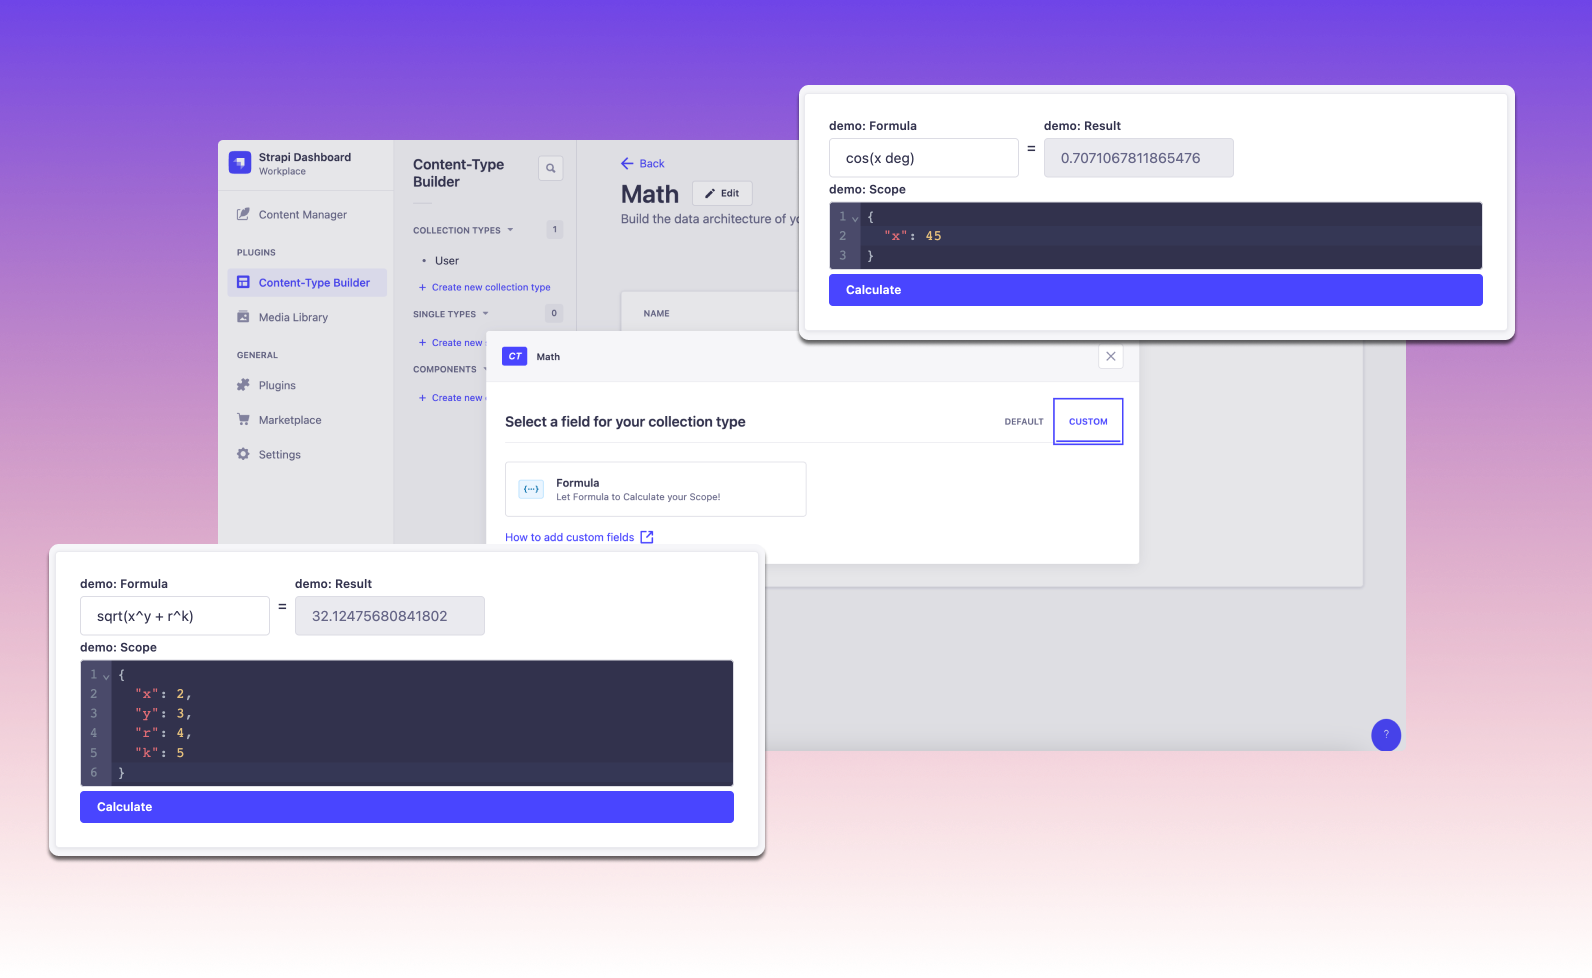 Strapi Dashboard
Workplace
Content Manager
PLUGINS
Content-Type Builder
Media Library
GENERAL
Plugins
Marketplace
Settings
Content-Type
Builder
COLLECTION TYPES
1
User
+ Create new collection type
SINGLE TYPES
0
+ Create new
COMPONENTS
+ Create new
Back
Math
Edit
Build the data architecture of
NAME
demo: Formula
demo: Result
cos(x deg)
=
0.7071067811865476
demo: Scope
1 {
2 "x": 45
3 }
Calculate
CT Math
Select a field for your collection type
DEFAULT
CUSTOM
{···}
Formula
Let Formula to Calculate your Scope!
How to add custom fields
demo: Formula
demo: Result
sqrt(x^y + r^k)
=
32.12475680841802
demo: Scope
1 {
2 "x": 2,
3 "y": 3,
4 "r": 4,
5 "k": 5
6 }
Calculate
?